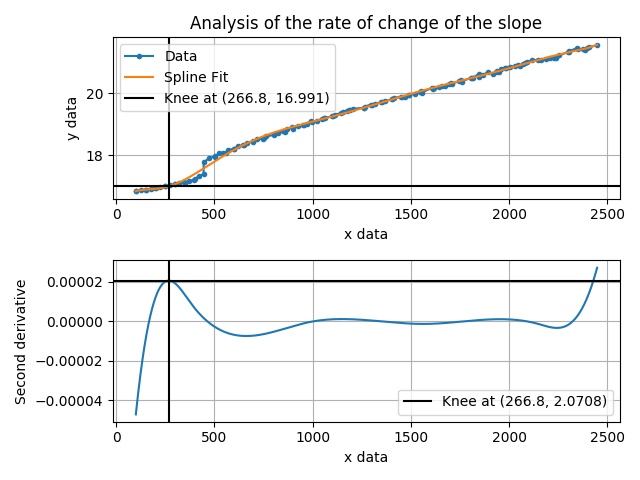 Analysis of the rate of change of the slope
Data
Spline Fit
Knee at (266.8, 16.991)
y data
20
18
0
500
1000
1500
2000
2500
x data
Second derivative
0.00002
0.00000
−0.00002
−0.00004
Knee at (266.8, 2.0708)
0
500
1000
1500
2000
2500
x data